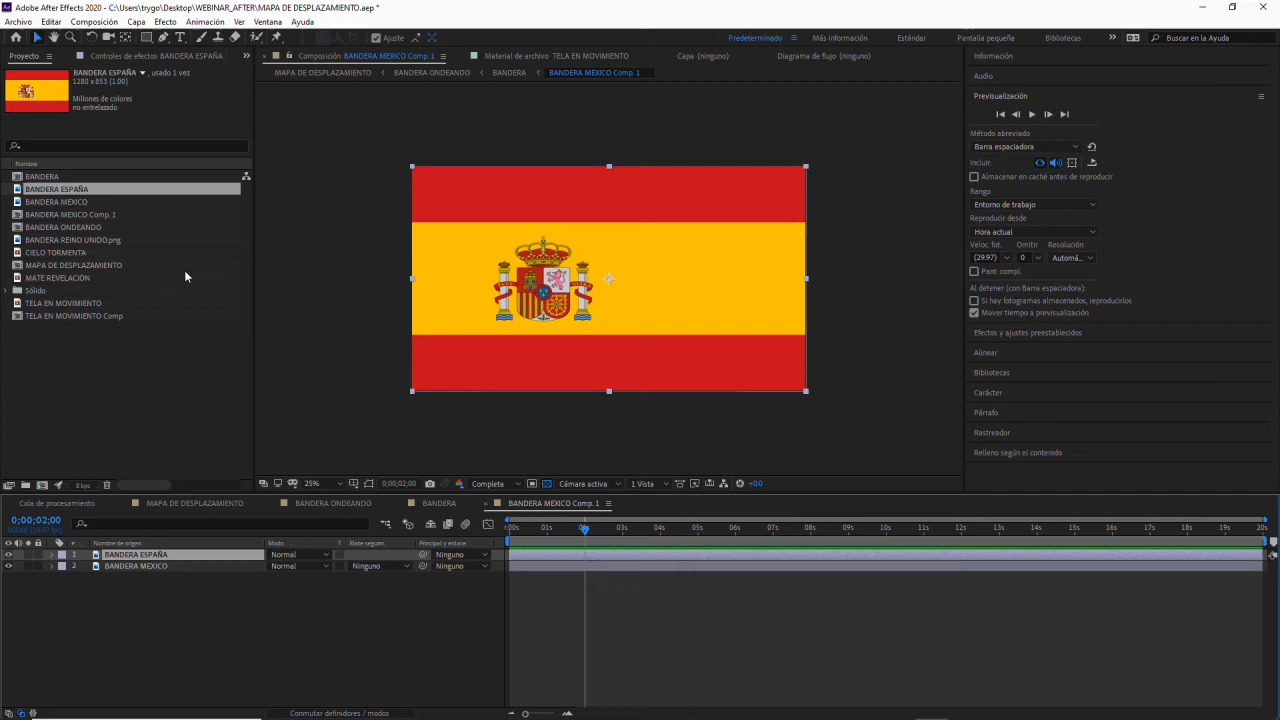 Adobe After Effects 2020 - C:\Users\trygo\Desktop\WEBINAR_AFTER\MAPA DE DESPLAZAMIENTO.aep *
Archivo Editar Composición Capa Efecto Animación Ver Ventana Ayuda
Ajuste Predeterminado Más información Estándar Pantalla pequeña Bibliotecas Buscar en la Ayuda
Proyecto Controles de efectos BANDERA ESPAÑA
Composición BANDERA MEXICO Comp. 1 Material de archivo TELA EN MOVIMIENTO Capa (ninguno) Diagrama de flujo (ninguno)
MAPA DE DESPLAZAMIENTO BANDERA ONDEANDO BANDERA BANDERA MEXICO Comp. 1
BANDERA ESPAÑA , usado 1 vez
1280 x 853 (1.00)
Millones de colores
no entrelazado
Nombre
BANDERA
BANDERA ESPAÑA
BANDERA MEXICO
BANDERA MEXICO Comp. 1
BANDERA ONDEANDO
BANDERA REINO UNIDO.png
CIELO TORMENTA
MAPA DE DESPLAZAMIENTO
MATE REVELACION
Sólido
TELA EN MOVIMIENTO
TELA EN MOVIMIENTO Comp
8 bpc
Información
Audio
Previsualización
Método abreviado
Barra espaciadora
Incluir:
Almacenar en caché antes de reproducir
Rango
Entorno de trabajo
Reproducir desde
Hora actual
Veloc. fot. Omitir Resolución
(29.97) 0 Automá...
Pant. compl.
Al detener (con Barra espaciadora):
Si hay fotogramas almacenados, reproducirlos
Mover tiempo a previsualización
Efectos y ajustes preestablecidos
Alinear
Bibliotecas
Carácter
Párrafo
Rastreador
Relleno según el contenido
25% 0;00;02;00 Completa Cámara activa 1 Vista +0.0
Cola de procesamiento MAPA DE DESPLAZAMIENTO BANDERA ONDEANDO BANDERA BANDERA MEXICO Comp. 1
0;00;02;00
01s 03s 04s 05s 06s 07s 08s 09s 10s 11s 12s 13s 14s 15s 16s 17s 18s 19s 20s
Nombre de origen Modo T Mate seguim. Principal y enlace
1 BANDERA ESPAÑA Normal Ninguno
2 BANDERA MEXICO Normal Ninguno Ninguno
Conmutar definidores / modos